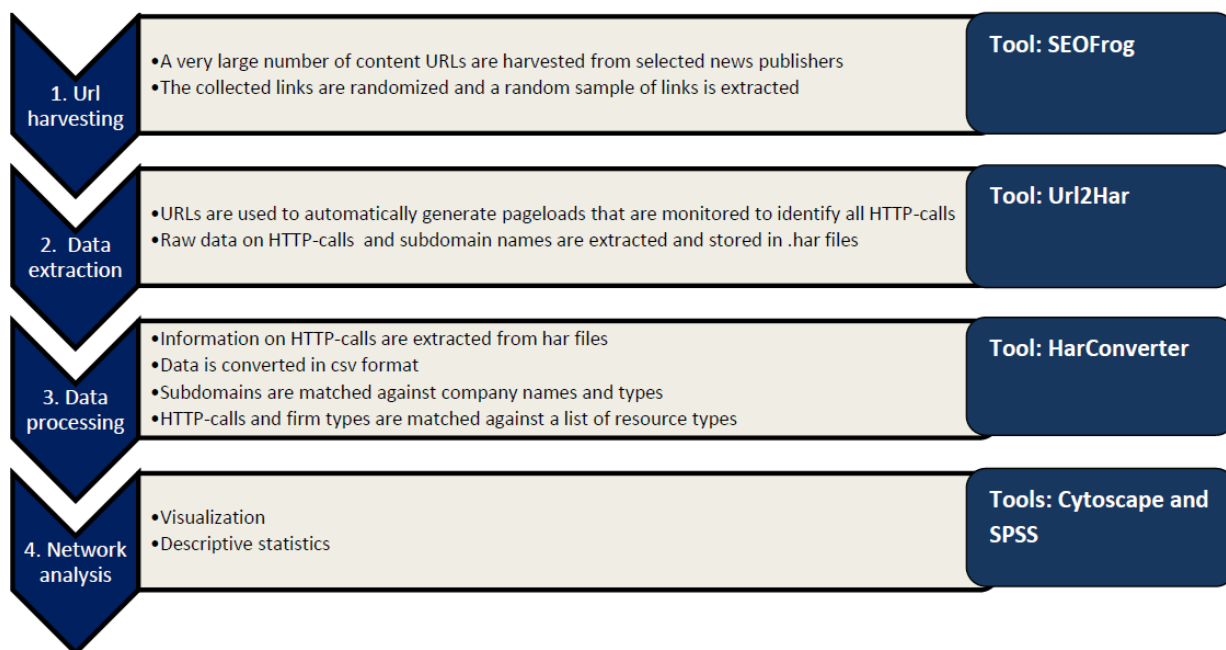 1. Url
harvesting
•A very large number of content URLs are harvested from selected news publishers
•The collected links are randomized and a random sample of links is extracted
Tool: SEOFrog
2. Data
extraction
•URLs are used to automatically generate pageloads that are monitored to identify all HTTP-calls
•Raw data on HTTP-calls and subdomain names are extracted and stored in .har files
Tool: Url2Har
3. Data
processing
•Information on HTTP-calls are extracted from har files
•Data is converted in csv format
•Subdomains are matched against company names and types
•HTTP-calls and firm types are matched against a list of resource types
Tool: HarConverter
4. Network
analysis
•Visualization
•Descriptive statistics
Tools: Cytoscape and
SPSS